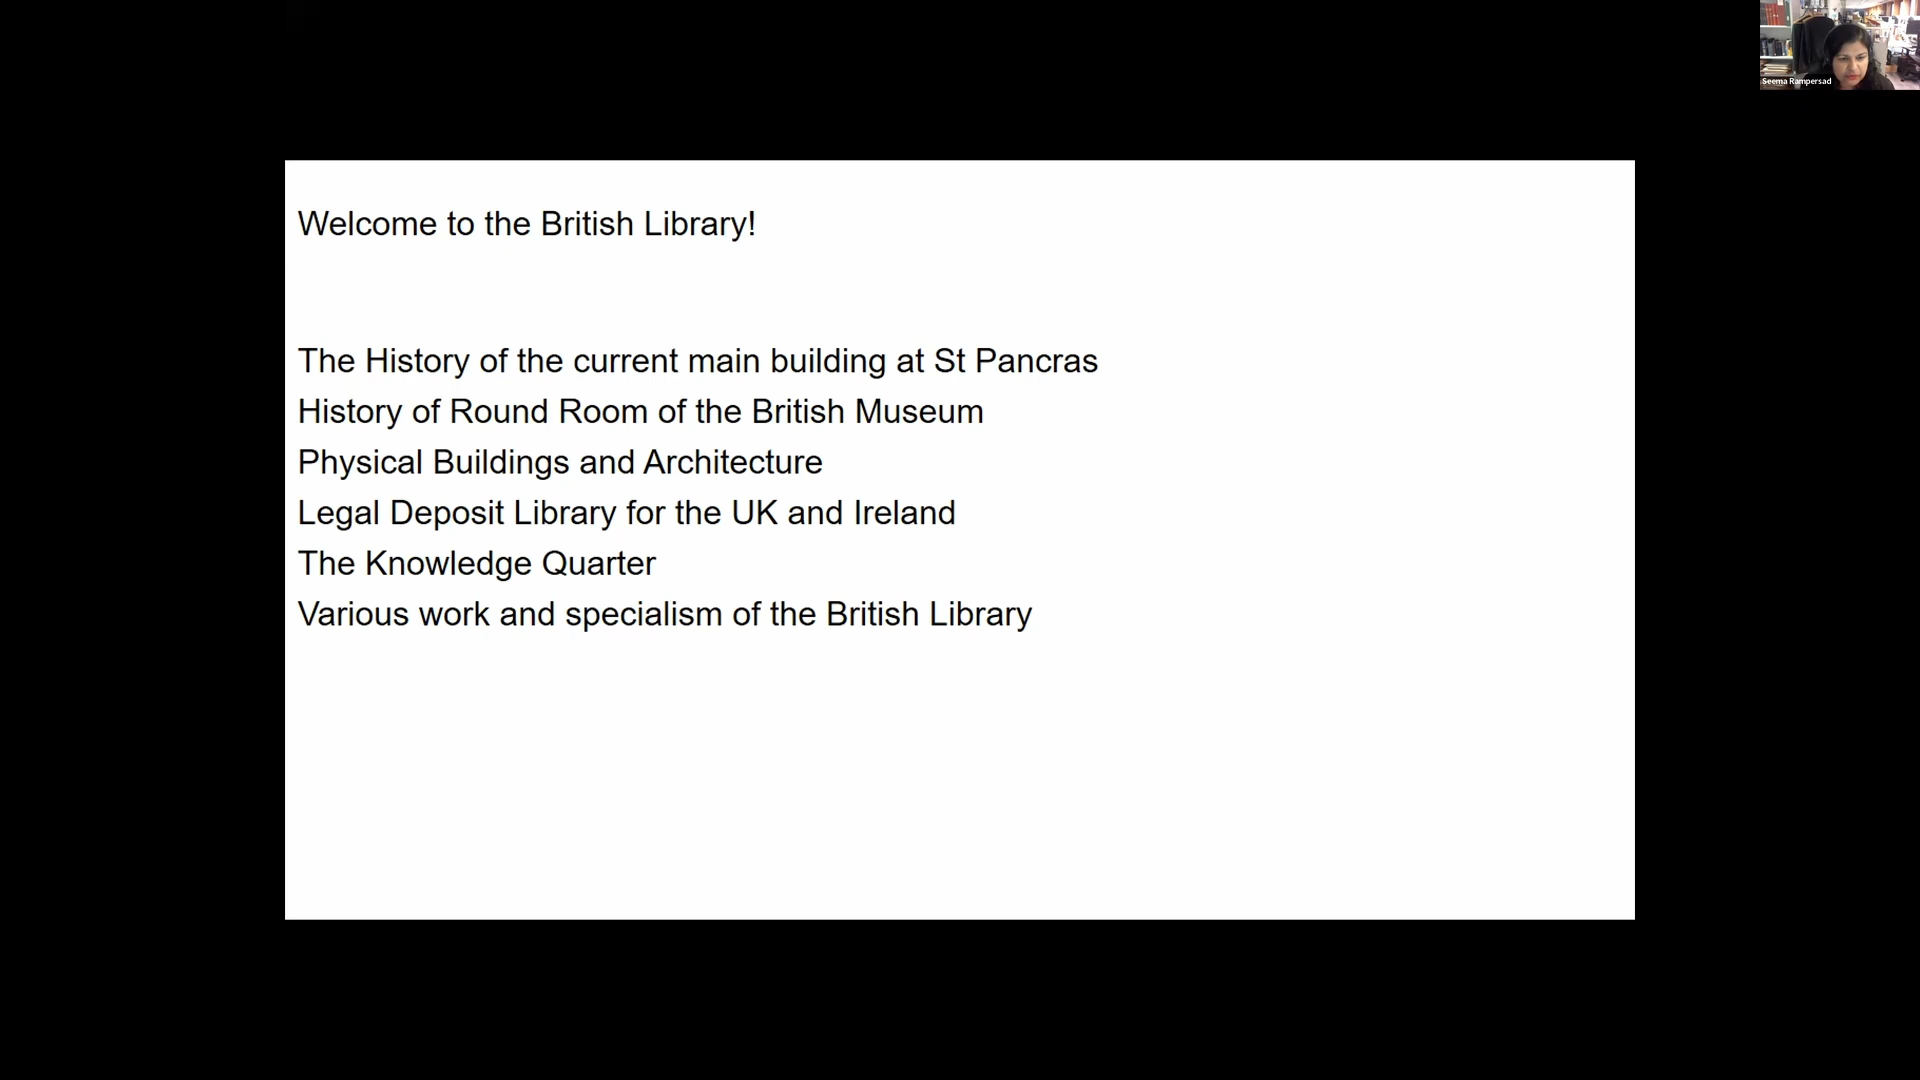 Seema Rampersad
Welcome to the British Library!
The History of the current main building at St Pancras
History of Round Room of the British Museum
Physical Buildings and Architecture
Legal Deposit Library for the UK and Ireland
The Knowledge Quarter
Various work and specialism of the British Library